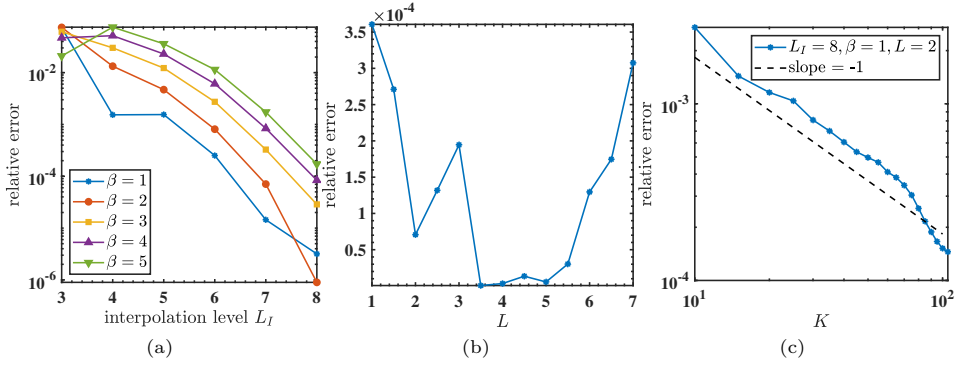 10^-2
10^-4
10^-6
relative error
β = 1
β = 2
β = 3
β = 4
β = 5
3 4 5 6 7 8
interpolation level L_I
(a)
×10^-4
3.5
3
2.5
2
1.5
1
0.5
relative error
1 2 3 4 5 6 7
L
(b)
10^-3
10^-4
relative error
L_I = 8, β = 1, L = 2
slope = -1
10^1 10^2
K
(c)